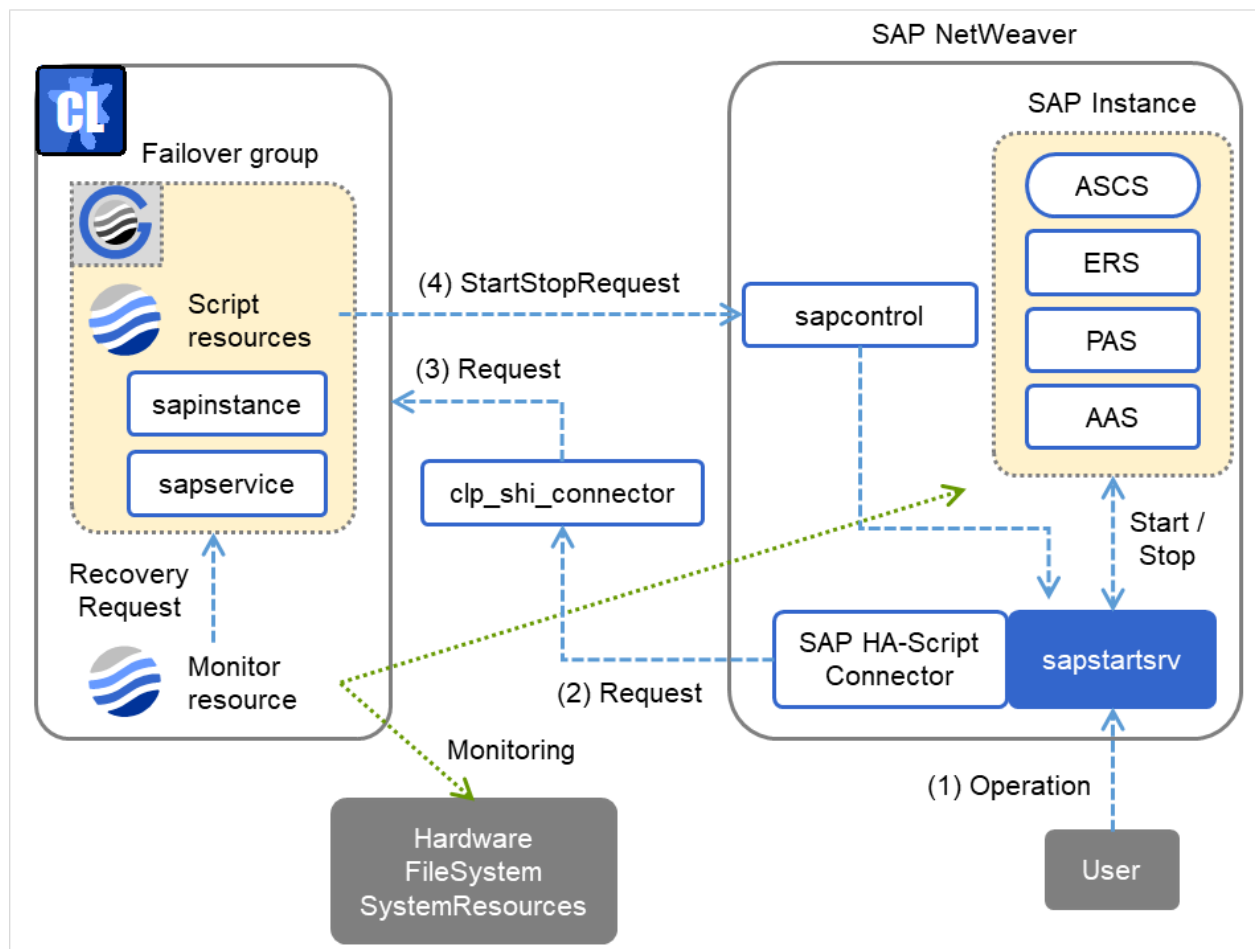 SAP NetWeaver
CL
Failover group
Script
resources
sapinstance
sapservice
Recovery
Request
Monitor
resource
(4) StartStopRequest
(3) Request
clp_shi_connector
(2) Request
Monitoring
Hardware
FileSystem
SystemResources
SAP Instance
ASCS
ERS
PAS
AAS
sapcontrol
Start /
Stop
SAP HA-Script
Connector
sapstartsrv
(1) Operation
User